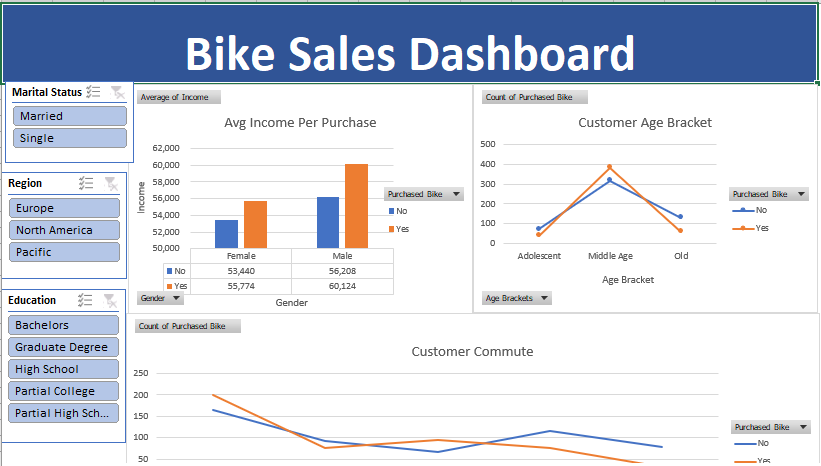 Bike Sales Dashboard
Marital Status
Married
Single
Region
Europe
North America
Pacific
Education
Bachelors
Graduate Degree
High School
Partial College
Partial High Sch...
Average of Income
Avg Income Per Purchase
62,000
60,000
58,000
56,000
54,000
52,000
50,000
Income
Female Male
No 53,440 56,208
Yes 55,774 60,124
Gender
Gender
Purchased Bike
No
Yes
Count of Purchased Bike
Customer Age Bracket
500
400
300
200
100
0
Adolescent Middle Age Old
Age Bracket
Age Brackets
Purchased Bike
No
Yes
Count of Purchased Bike
Customer Commute
250
200
150
100
50
Purchased Bike
No
Yes